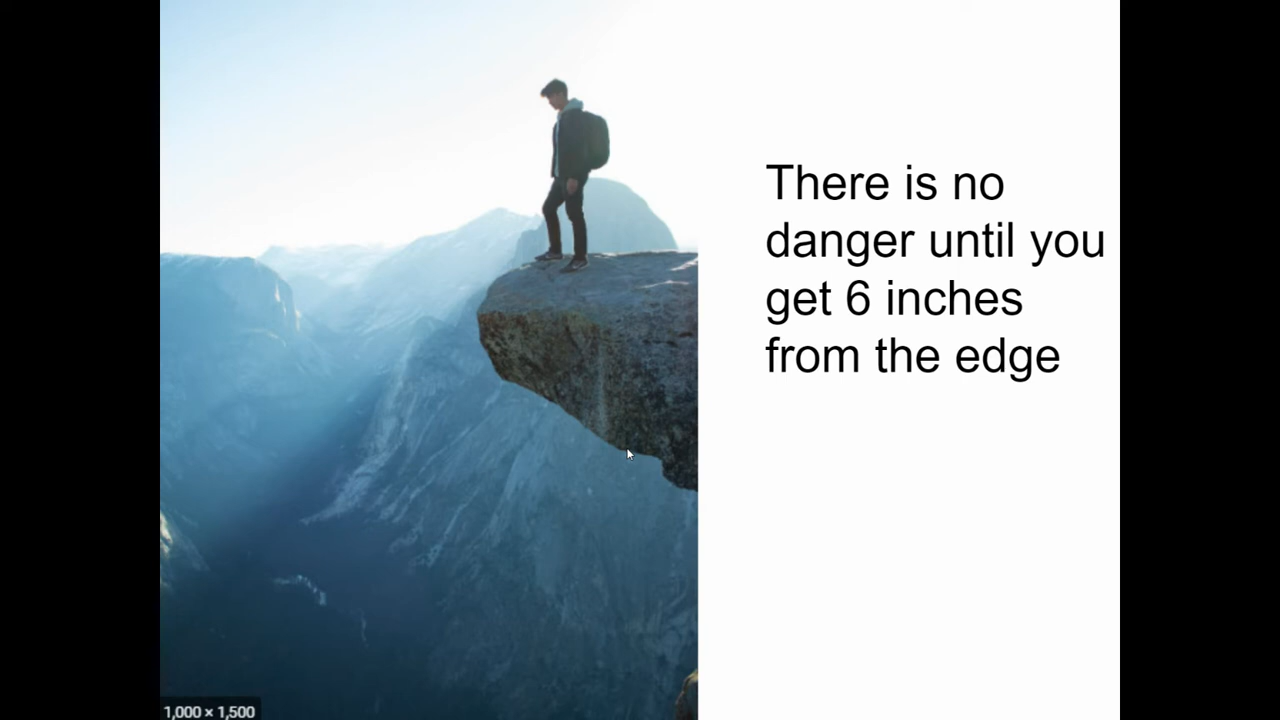 There is no
danger until you
get 6 inches
from the edge
1,000 × 1,500